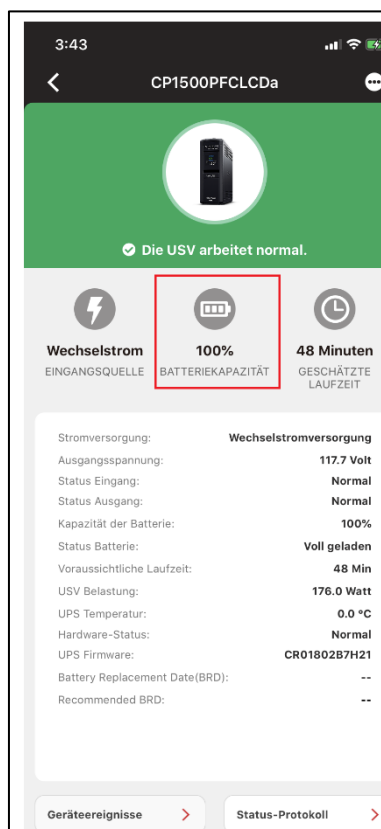 3:43
CP1500PFCLCDa
Die USV arbeitet normal.
Wechselstrom 100% 48 Minuten
EINGANGSQUELLE BATTERIEKAPAZITÄT GESCHÄTZTE
LAUFZEIT
Stromversorgung: Wechselstromversorgung
Ausgangsspannung: 117.7 Volt
Status Eingang: Normal
Status Ausgang: Normal
Kapazität der Batterie: 100%
Status Batterie: Voll geladen
Voraussichtliche Laufzeit: 48 Min
USV Belastung: 176.0 Watt
UPS Temperatur: 0.0 °C
Hardware-Status: Normal
UPS Firmware: CR01802B7H21
Battery Replacement Date(BRD): --
Recommended BRD: --
Geräteereignisse Status-Protokoll